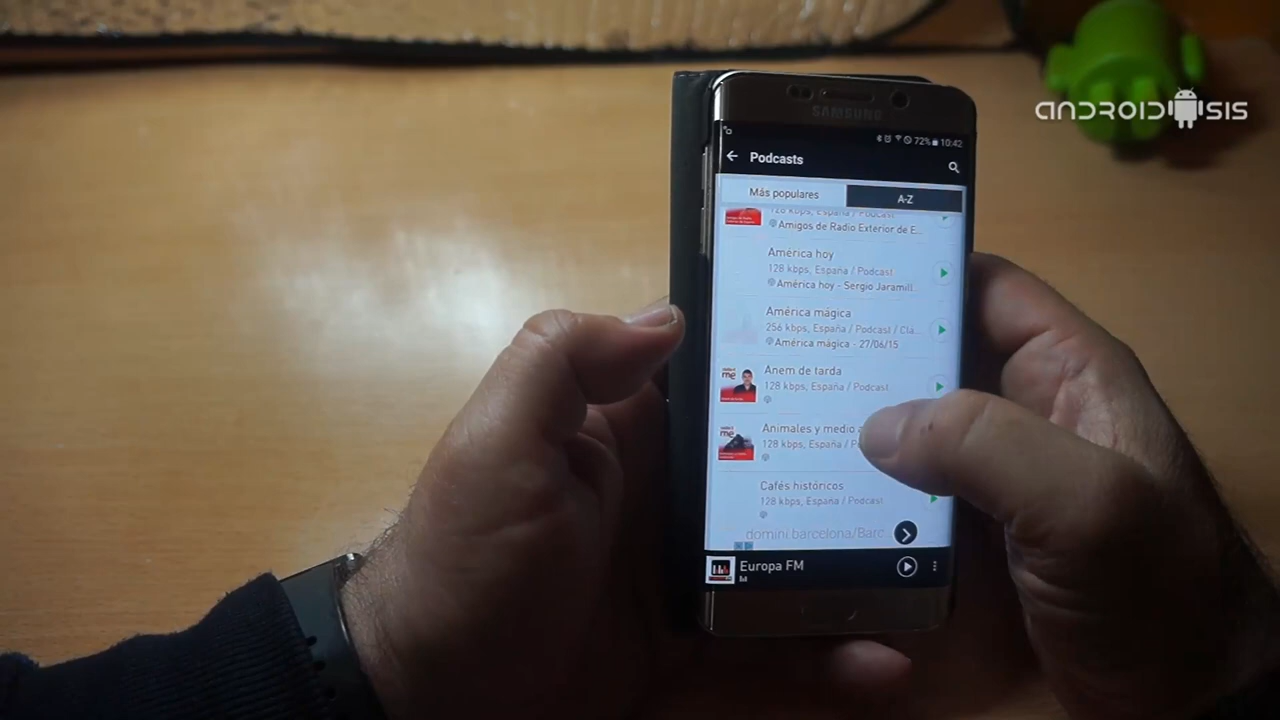 ANDROIDSIS
SAMSUNG
72% 10:42
Podcasts
Más populares
A-Z
128 kbps, España / Podcast
Amigos de Radio Exterior de E...
América hoy
128 kbps, España / Podcast
América hoy - Sergio Jaramill...
América mágica
256 kbps, España / Podcast / Cla...
América mágica - 27/06/15
Anem de tarda
128 kbps, España / Podcast
Animales y medio
128 kbps, España /
Cafés históricos
128 kbps, España / Podcast
domini.barcelona/Barc...
Europa FM